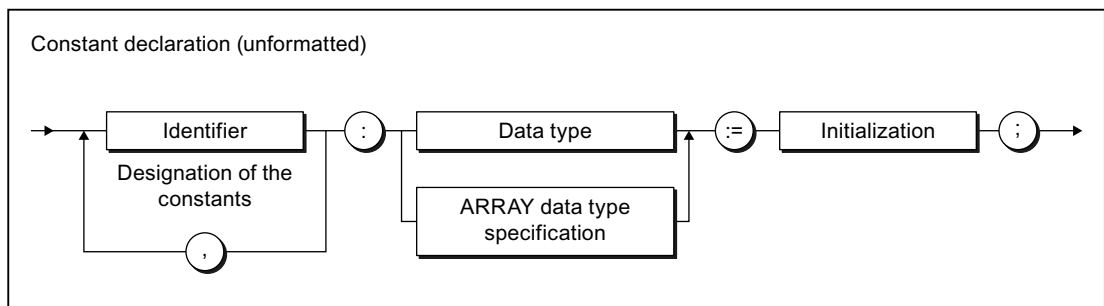 Constant declaration (unformatted)
Identifier
:
Data type
:=
Initialization
;
Designation of the
constants
ARRAY data type
specification
,